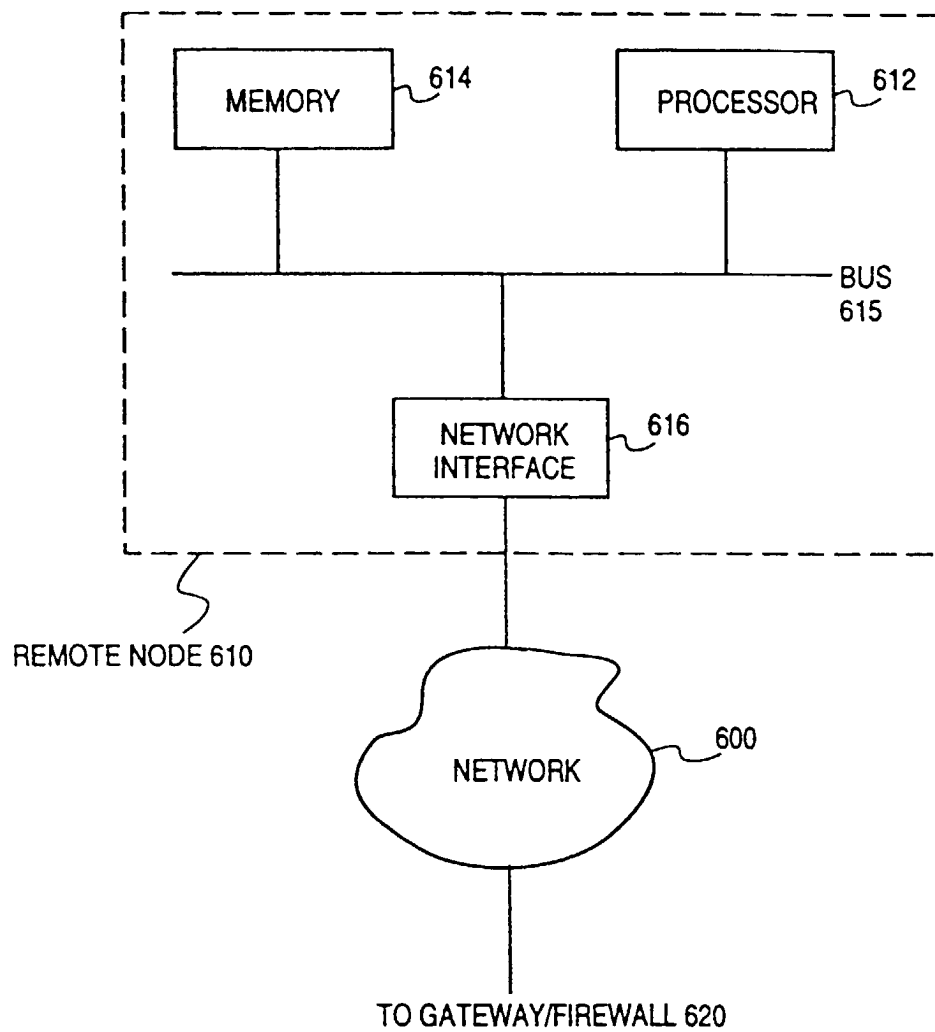 614
MEMORY
612
PROCESSOR
BUS
615
616
NETWORK
INTERFACE
REMOTE NODE 610
600
NETWORK
TO GATEWAY/FIREWALL 620